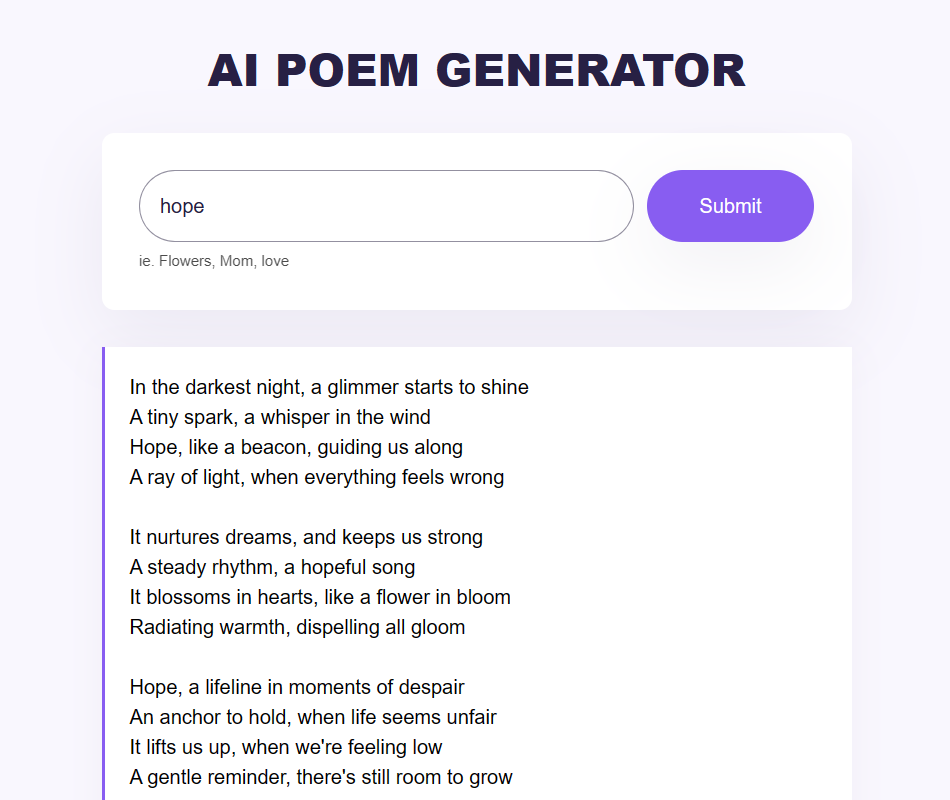 AI POEM GENERATOR
hope
Submit
ie. Flowers, Mom, love
In the darkest night, a glimmer starts to shine
A tiny spark, a whisper in the wind
Hope, like a beacon, guiding us along
A ray of light, when everything feels wrong
It nurtures dreams, and keeps us strong
A steady rhythm, a hopeful song
It blossoms in hearts, like a flower in bloom
Radiating warmth, dispelling all gloom
Hope, a lifeline in moments of despair
An anchor to hold, when life seems unfair
It lifts us up, when we're feeling low
A gentle reminder, there's still room to grow